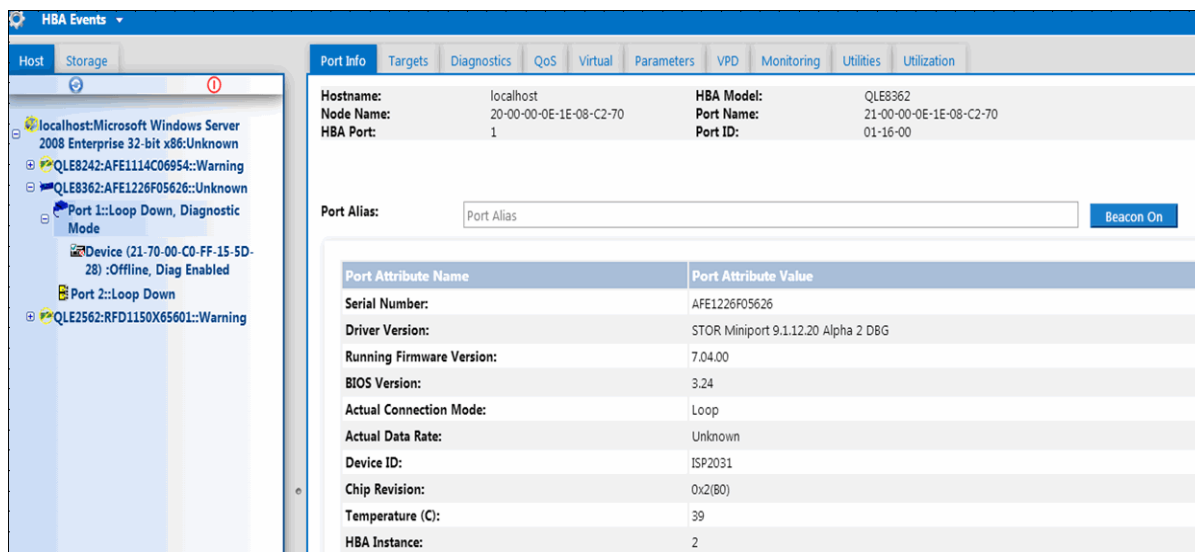 HBA Events
Host
Storage
localhost:Microsoft Windows Server
2008 Enterprise 32-bit x86:Unknown
QLE8242:AFE1114C06954::Warning
QLE8362:AFE1226F05626::Unknown
Port 1::Loop Down, Diagnostic
Mode
Device (21-70-00-C0-FF-15-5D-
28) :Offline, Diag Enabled
Port 2::Loop Down
QLE2562:RFD1150X65601::Warning
Port Info Targets Diagnostics QoS Virtual Parameters VPD Monitoring Utilities Utilization
Hostname: localhost HBA Model: QLE8362
Node Name: 20-00-00-0E-1E-08-C2-70 Port Name: 21-00-00-0E-1E-08-C2-70
HBA Port: 1 Port ID: 01-16-00
Port Alias: Port Alias Beacon On
Port Attribute Name Port Attribute Value
Serial Number: AFE1226F05626
Driver Version: STOR Miniport 9.1.12.20 Alpha 2 DBG
Running Firmware Version: 7.04.00
BIOS Version: 3.24
Actual Connection Mode: Loop
Actual Data Rate: Unknown
Device ID: ISP2031
Chip Revision: 0x2(B0)
Temperature (C): 39
HBA Instance: 2